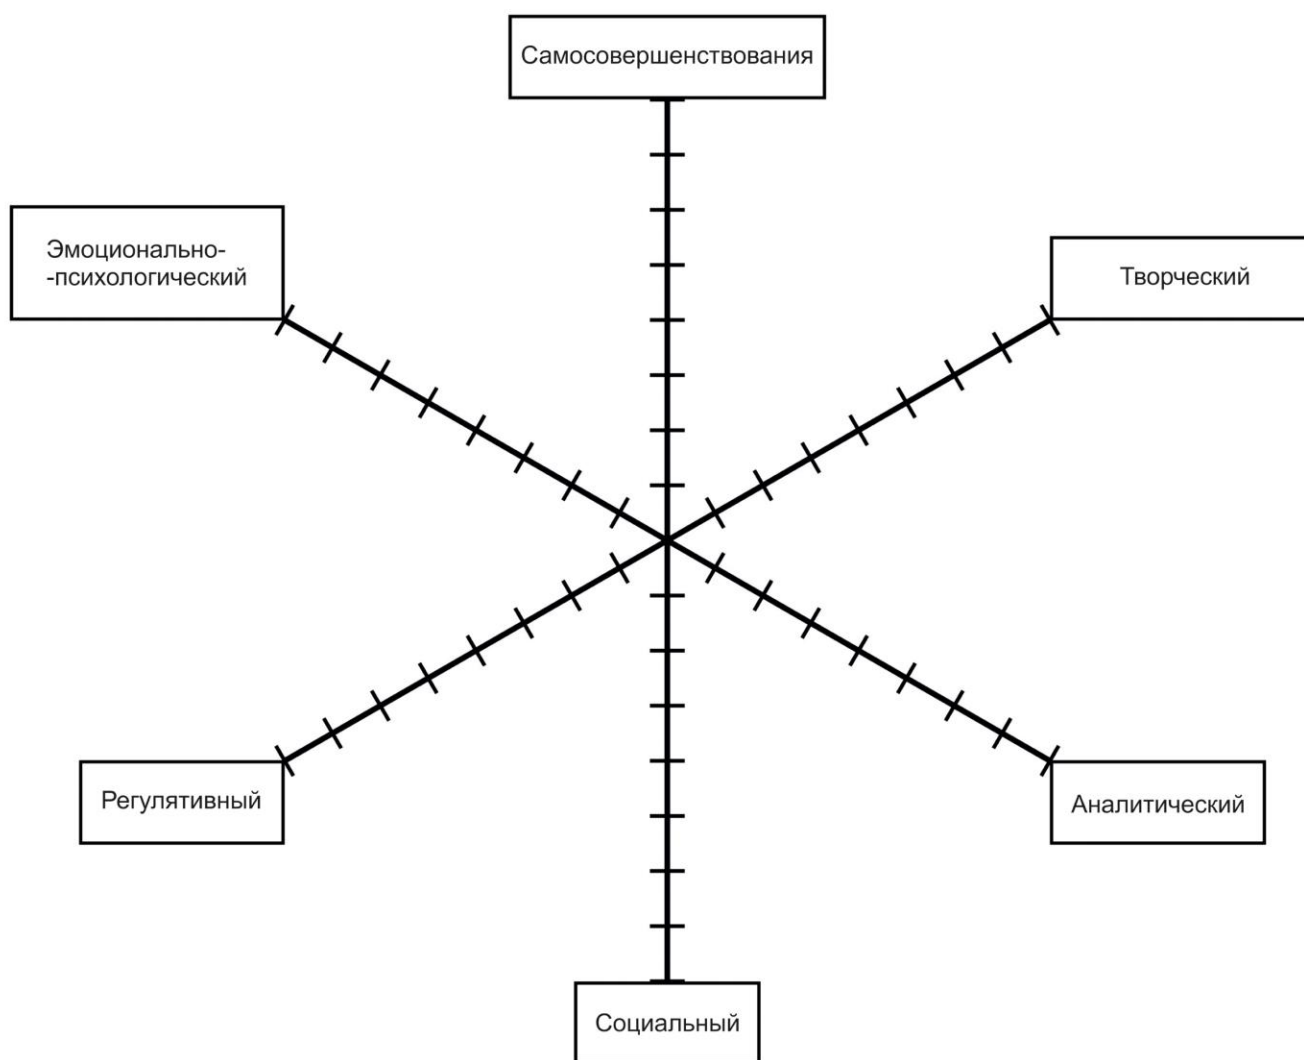 Самосовершенствования
Эмоционально-
-психологический
Творческий
Регулятивный
Аналитический
Социальный